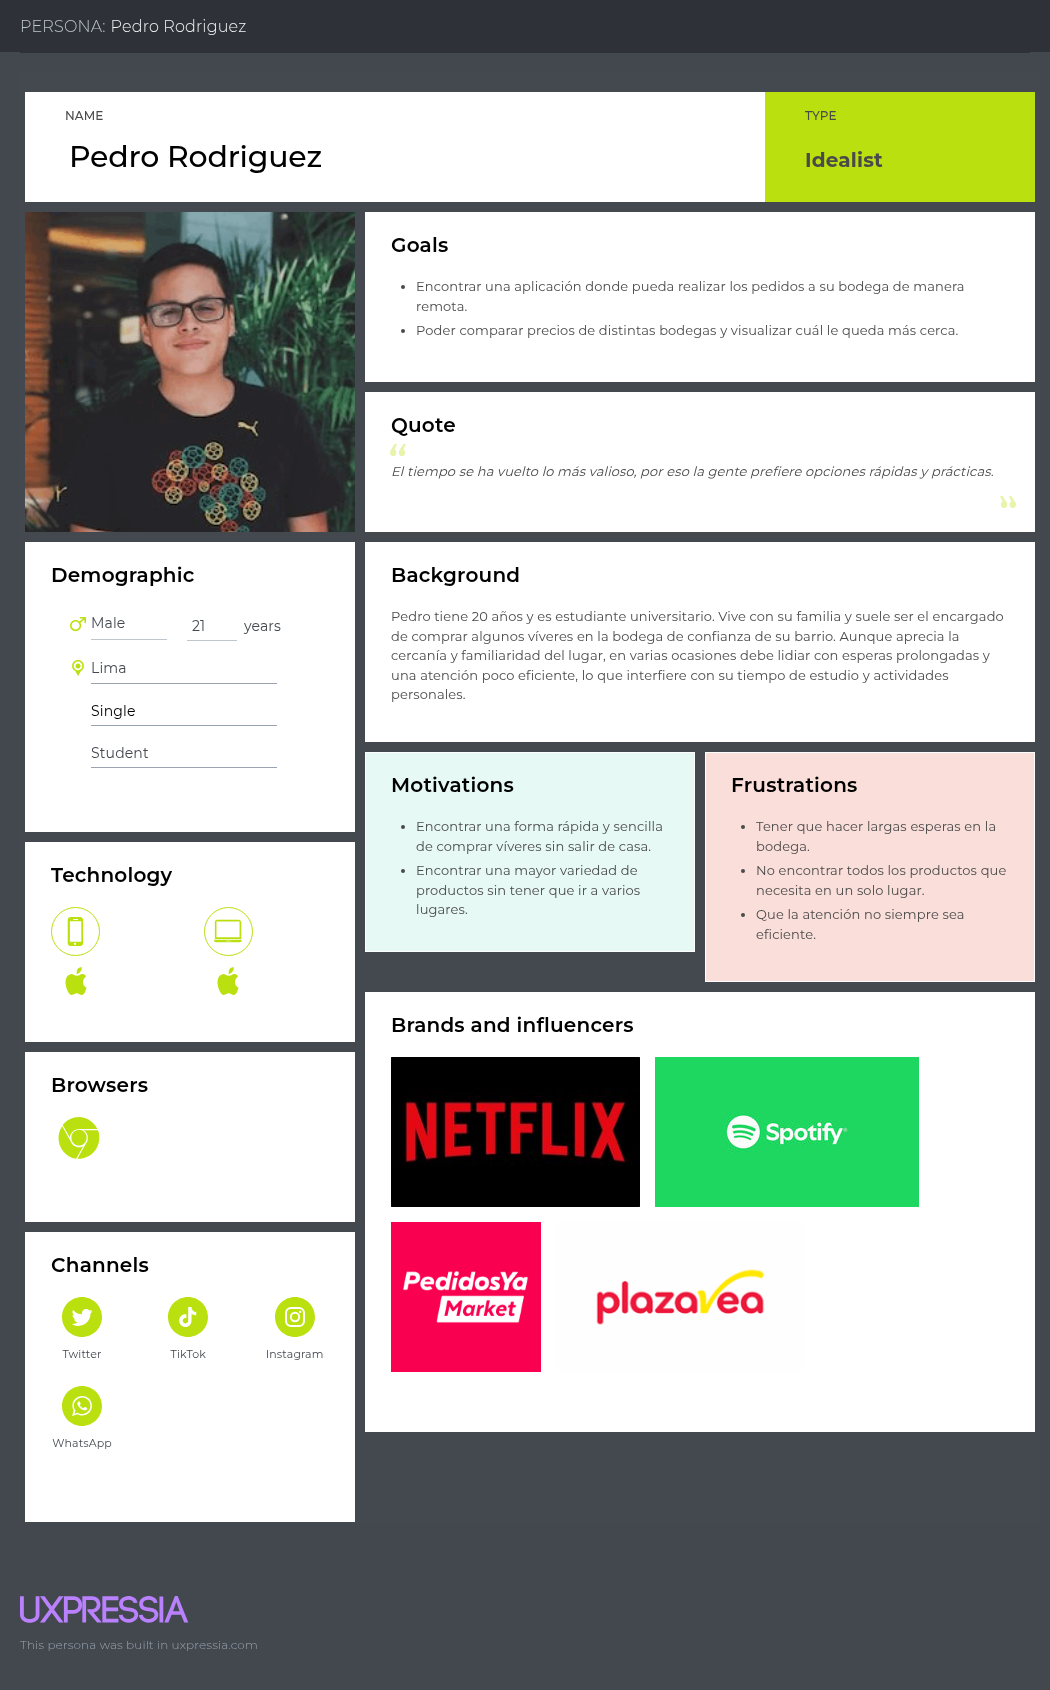 PERSONA: Pedro Rodriguez
NAME
Pedro Rodriguez
TYPE
Idealist
Goals
Encontrar una aplicación donde pueda realizar los pedidos a su bodega de manera
remota.
Poder comparar precios de distintas bodegas y visualizar cuál le queda más cerca.
Quote
“
El tiempo se ha vuelto lo más valioso, por eso la gente prefiere opciones rápidas y prácticas.
”
Demographic
Male
21 years
Lima
Single
Student
Background
Pedro tiene 20 años y es estudiante universitario. Vive con su familia y suele ser el encargado
de comprar algunos víveres en la bodega de confianza de su barrio. Aunque aprecia la
cercanía y familiaridad del lugar, en varias ocasiones debe lidiar con esperas prolongadas y
una atención poco eficiente, lo que interfiere con su tiempo de estudio y actividades
personales.
Motivations
Encontrar una forma rápida y sencilla
de comprar víveres sin salir de casa.
Encontrar una mayor variedad de
productos sin tener que ir a varios
lugares.
Frustrations
Tener que hacer largas esperas en la
bodega.
No encontrar todos los productos que
necesita en un solo lugar.
Que la atención no siempre sea
eficiente.
Technology
Browsers
Channels
Twitter
TikTok
Instagram
WhatsApp
Brands and influencers
NETFLIX
Spotify
PedidosYa
Market
plazavea
UXPRESSIA
This persona was built in uxpressia.com